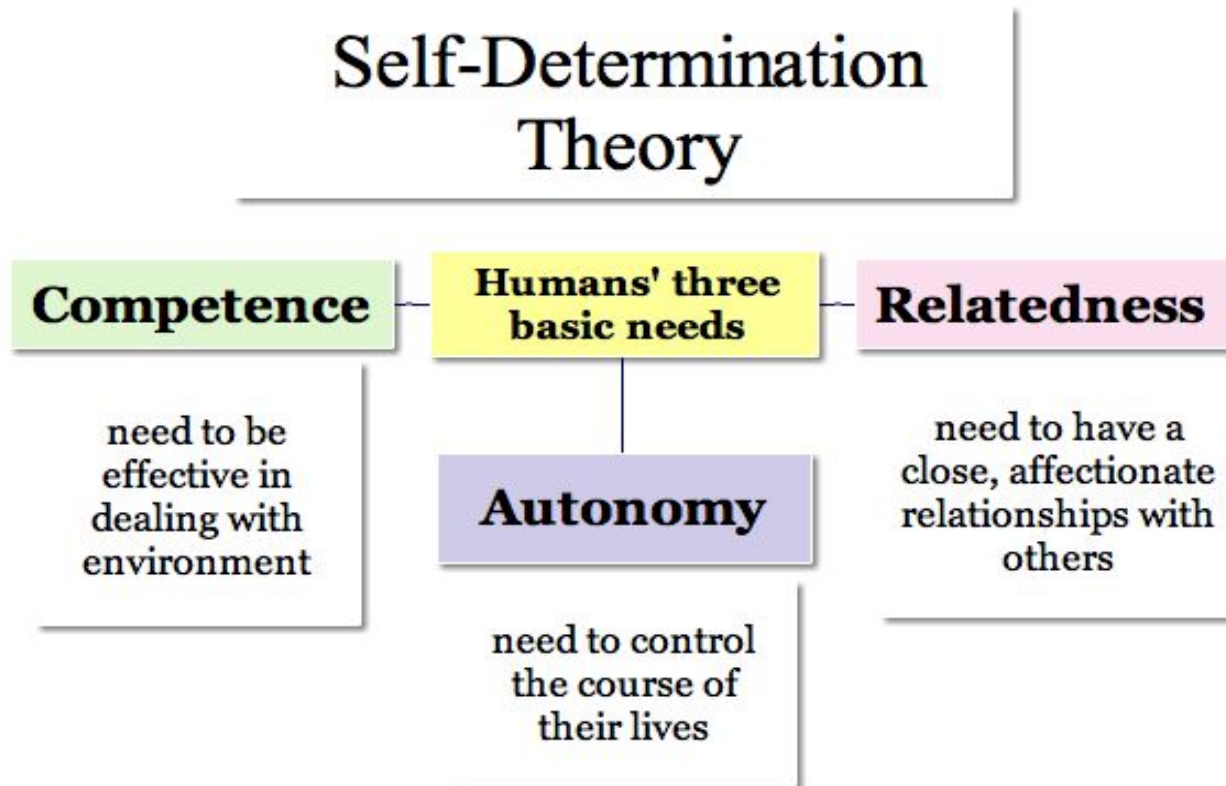 Self-Determination
Theory
Competence
Humans' three
basic needs
Relatedness
need to be
effective in
dealing with
environment
Autonomy
need to control
the course of
their lives
need to have a
close, affectionate
relationships with
others